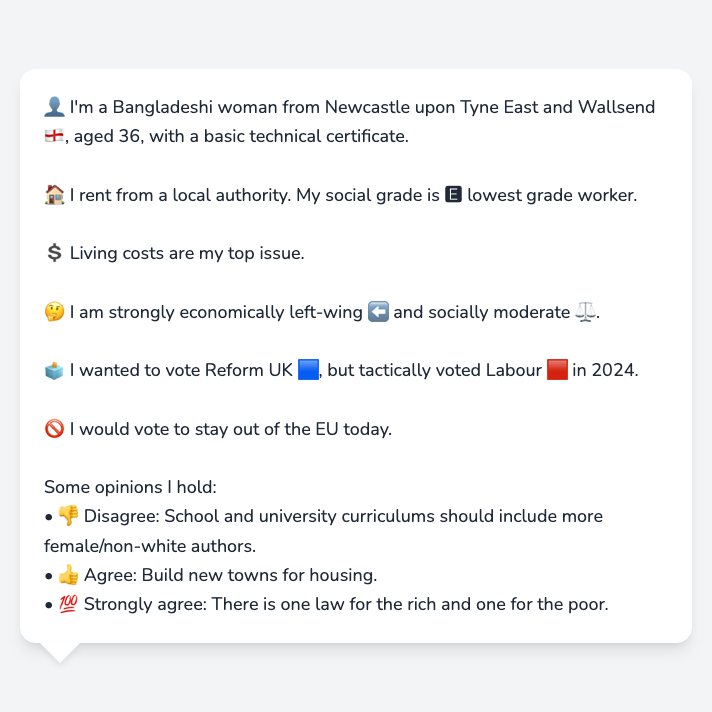 👤 I'm a Bangladeshi woman from Newcastle upon Tyne East and Wallsend
🏴󠁧󠁢󠁥󠁮󠁧󠁿, aged 36, with a basic technical certificate.
🏠 I rent from a local authority. My social grade is 🅴 lowest grade worker.
💲 Living costs are my top issue.
🤔 I am strongly economically left-wing ⬅️ and socially moderate ⚖️.
🗳️ I wanted to vote Reform UK 🟦, but tactically voted Labour 🟥 in 2024.
🚫 I would vote to stay out of the EU today.
Some opinions I hold:
• 👎 Disagree: School and university curriculums should include more
female/non-white authors.
• 👍 Agree: Build new towns for housing.
• 💯 Strongly agree: There is one law for the rich and one for the poor.